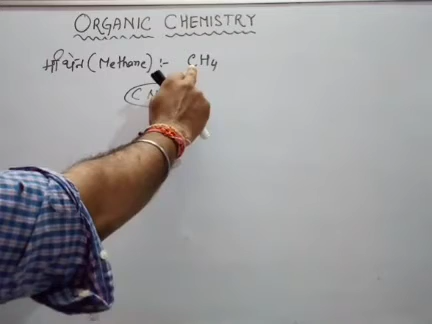 ORGANIC CHEMISTRY
मीथेन (Methane) :- CH4